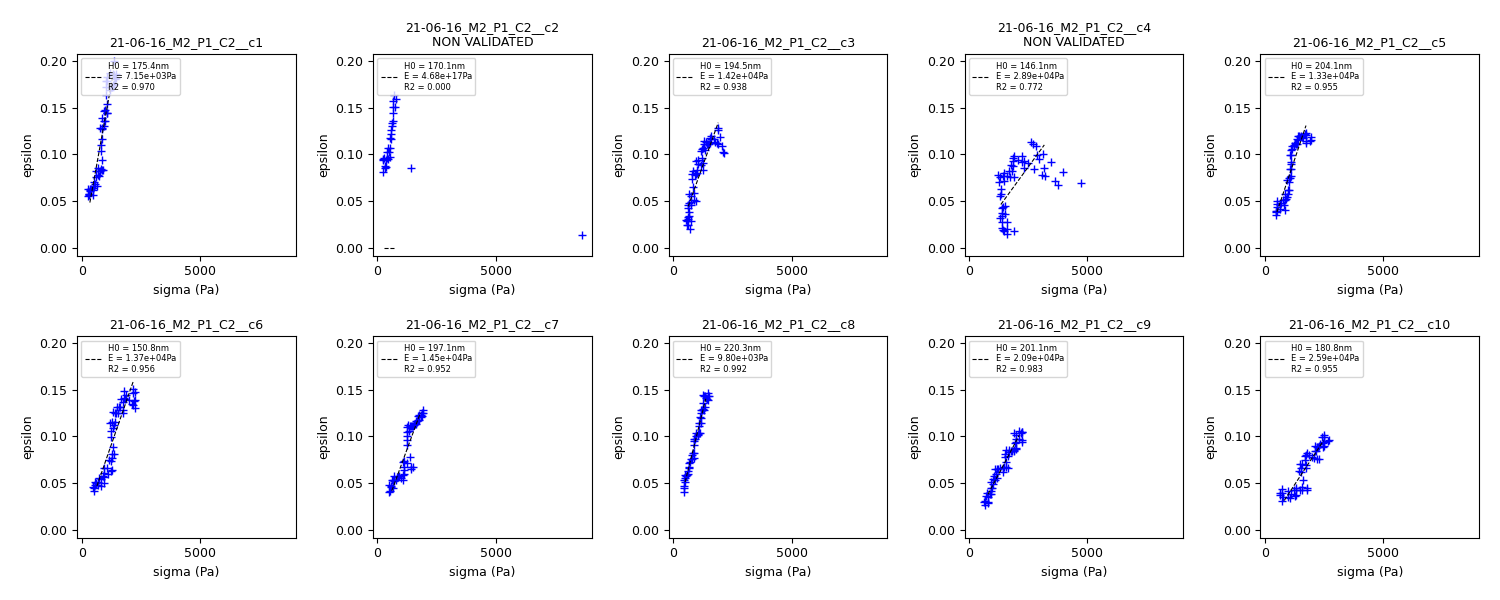 21-06-16_M2_P1_C2__c1
H0 = 175.4nm
E = 7.15e+03Pa
R2 = 0.970
0.20
0.15
0.10
0.05
0.00
epsilon
0
5000
sigma (Pa)
21-06-16_M2_P1_C2__c2
NON VALIDATED
H0 = 170.1nm
E = 4.68e+17Pa
R2 = 0.000
0.20
0.15
0.10
0.05
0.00
epsilon
0
5000
sigma (Pa)
21-06-16_M2_P1_C2__c3
H0 = 194.5nm
E = 1.42e+04Pa
R2 = 0.938
0.20
0.15
0.10
0.05
0.00
epsilon
0
5000
sigma (Pa)
21-06-16_M2_P1_C2__c4
NON VALIDATED
H0 = 146.1nm
E = 2.89e+04Pa
R2 = 0.772
0.20
0.15
0.10
0.05
0.00
epsilon
0
5000
sigma (Pa)
21-06-16_M2_P1_C2__c5
H0 = 204.1nm
E = 1.33e+04Pa
R2 = 0.955
0.20
0.15
0.10
0.05
0.00
epsilon
0
5000
sigma (Pa)
21-06-16_M2_P1_C2__c6
H0 = 150.8nm
E = 1.37e+04Pa
R2 = 0.956
0.20
0.15
0.10
0.05
0.00
epsilon
0
5000
sigma (Pa)
21-06-16_M2_P1_C2__c7
H0 = 197.1nm
E = 1.45e+04Pa
R2 = 0.952
0.20
0.15
0.10
0.05
0.00
epsilon
0
5000
sigma (Pa)
21-06-16_M2_P1_C2__c8
H0 = 220.3nm
E = 9.80e+03Pa
R2 = 0.992
0.20
0.15
0.10
0.05
0.00
epsilon
0
5000
sigma (Pa)
21-06-16_M2_P1_C2__c9
H0 = 201.1nm
E = 2.09e+04Pa
R2 = 0.983
0.20
0.15
0.10
0.05
0.00
epsilon
0
5000
sigma (Pa)
21-06-16_M2_P1_C2__c10
H0 = 180.8nm
E = 2.59e+04Pa
R2 = 0.955
0.20
0.15
0.10
0.05
0.00
epsilon
0
5000
sigma (Pa)